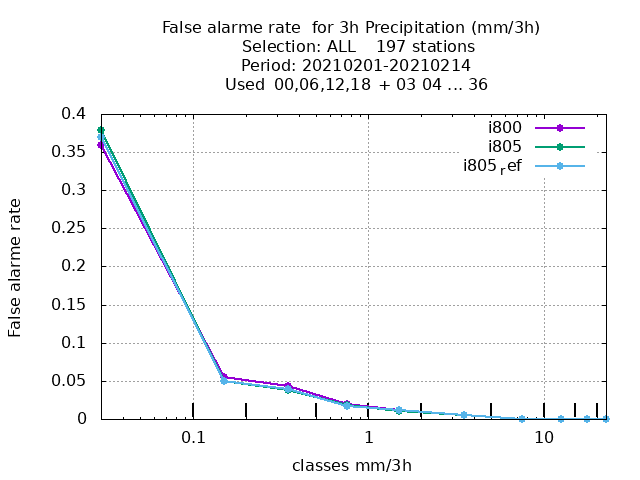 False alarme rate  for 3h Precipitation (mm/3h)
Selection: ALL    197 stations
Period: 20210201-20210214
Used  00,06,12,18 + 03 04 ... 36
i800
i805
i805ref
0.4
0.35
0.3
0.25
0.2
0.15
0.1
0.05
0
False alarme rate
0.1 1 10
classes mm/3h